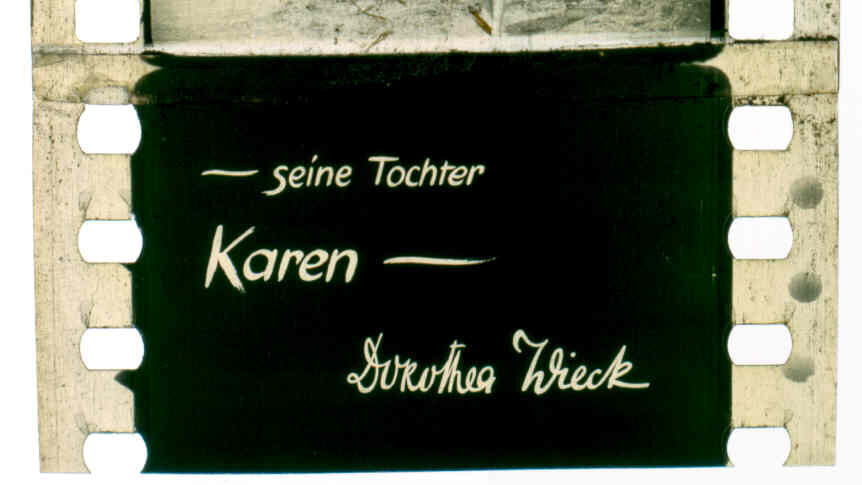 — seine Tochter
Karen —
Dorothea Wieck